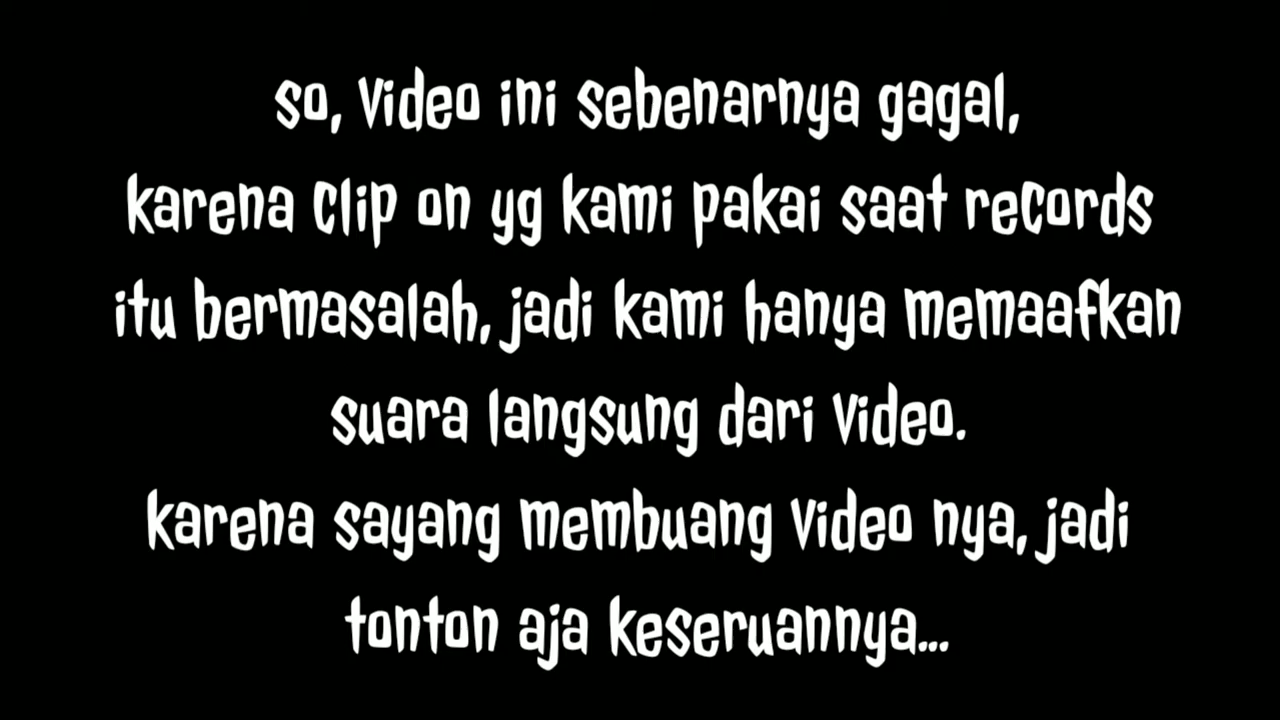 so, video ini sebenarnya gagal,
karena clip on yg kami pakai saat records
itu bermasalah, jadi kami hanya memaafkan
suara langsung dari video.
karena sayang membuang video nya, jadi
tonton aja keseruannya...